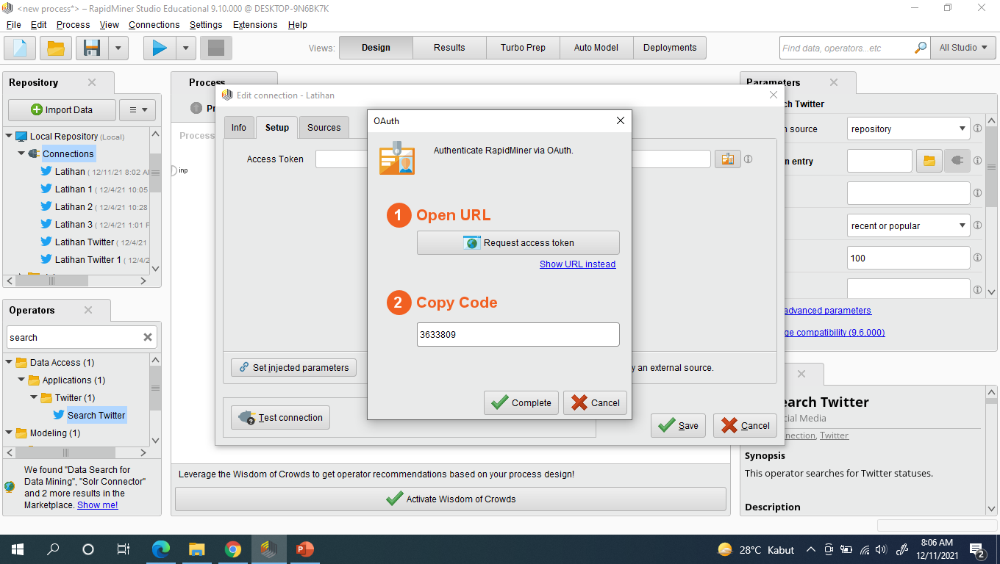 <new process*> – RapidMiner Studio Educational 9.10.000 @ DESKTOP-9N6BK7K
File Edit Process View Connections Settings Extensions Help
Views: Design Results Turbo Prep Auto Model Deployments
Find data, operators...etc
All Studio
Repository
Import Data
Local Repository (Local)
Connections
Latihan ( 12/11/21 8:02 AM
Latihan 1 ( 12/4/21 10:05
Latihan 2 ( 12/4/21 10:28
Latihan 3 ( 12/4/21 1:01 P
Latihan Twitter ( 12/4/21
Latihan Twitter 1 ( 12/4/2
Operators
search
Data Access (1)
Applications (1)
Twitter (1)
Search Twitter
Modeling (1)
We found "Data Search for
Data Mining", "Solr Connector"
and 2 more results in the
Marketplace. Show me!
Process
Process
inp
Edit connection - Latihan
Info Setup Sources
Access Token
Set injected parameters
y an external source.
Test connection
Save
Cancel
OAuth
Authenticate RapidMiner via OAuth.
1 Open URL
Request access token
Show URL instead
2 Copy Code
3633809
Complete
Cancel
Leverage the Wisdom of Crowds to get operator recommendations based on your process design!
Activate Wisdom of Crowds
Parameters
ch Twitter
n source
repository
n entry
recent or popular
100
advanced parameters
ge compatibility (9.6.000)
earch Twitter
cial Media
nection, Twitter
Synopsis
This operator searches for Twitter statuses.
Description
28°C Kabut
8:06 AM
12/11/2021
2